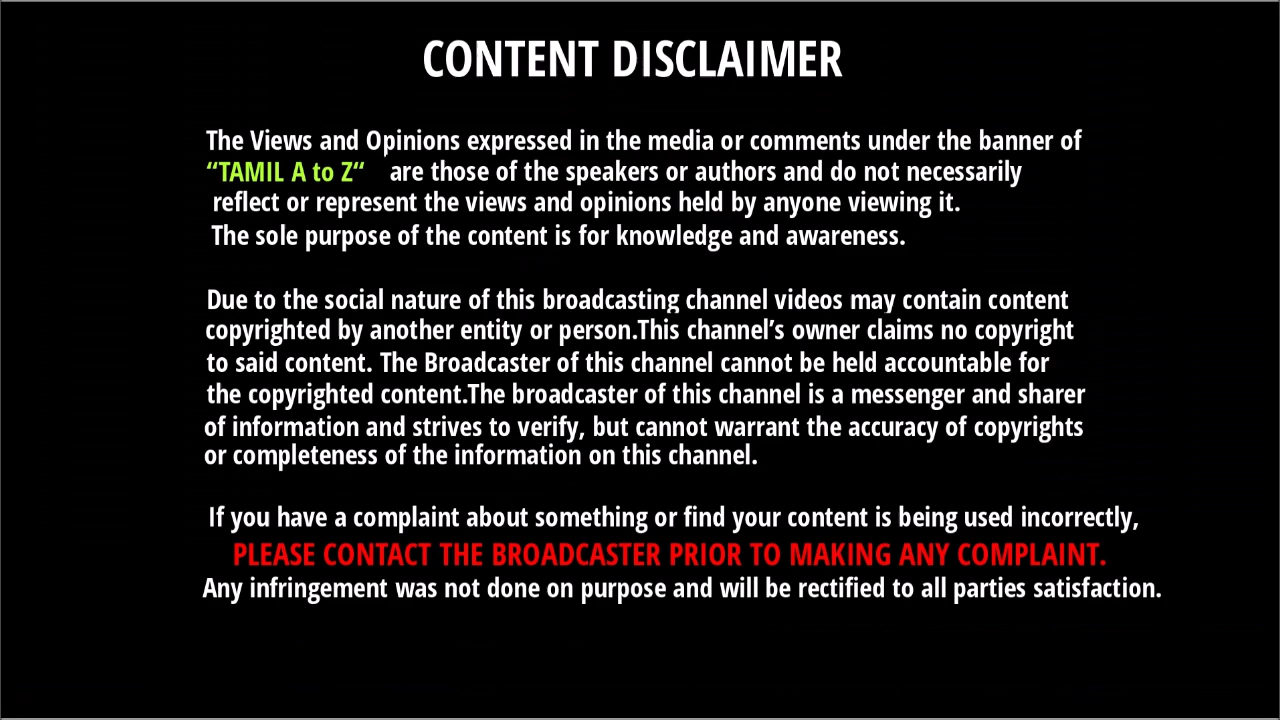 CONTENT DISCLAIMER
The Views and Opinions expressed in the media or comments under the banner of
“TAMIL A to Z“ are those of the speakers or authors and do not necessarily
reflect or represent the views and opinions held by anyone viewing it.
The sole purpose of the content is for knowledge and awareness.
Due to the social nature of this broadcasting channel videos may contain content
copyrighted by another entity or person.This channel’s owner claims no copyright
to said content. The Broadcaster of this channel cannot be held accountable for
the copyrighted content.The broadcaster of this channel is a messenger and sharer
of information and strives to verify, but cannot warrant the accuracy of copyrights
or completeness of the information on this channel.
If you have a complaint about something or find your content is being used incorrectly,
PLEASE CONTACT THE BROADCASTER PRIOR TO MAKING ANY COMPLAINT.
Any infringement was not done on purpose and will be rectified to all parties satisfaction.